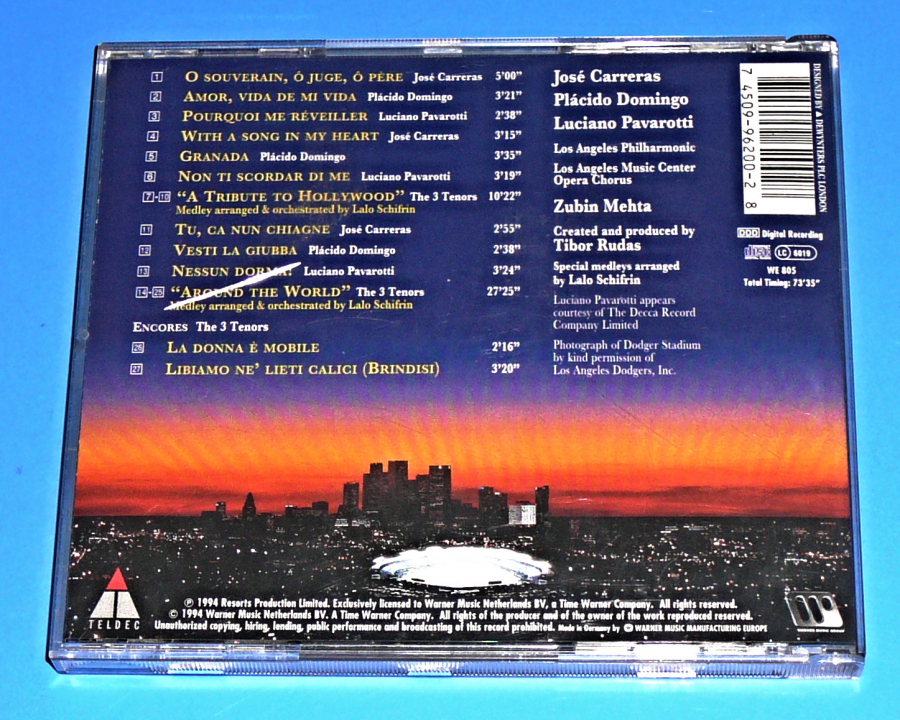 1 O SOUVERAIN, Ô JUGE, Ô PÈRE José Carreras 5'00"
2 AMOR, VIDA DE MI VIDA Plácido Domingo 3'21"
3 POURQUOI ME RÉVEILLER Luciano Pavarotti 2'38"
4 WITH A SONG IN MY HEART José Carreras 3'15"
5 GRANADA Plácido Domingo 3'35"
6 NON TI SCORDAR DI ME Luciano Pavarotti 3'19"
7-10 "A TRIBUTE TO HOLLYWOOD" The 3 Tenors 10'22"
Medley arranged & orchestrated by Lalo Schifrin
11 TU, CA NUN CHIAGNE José Carreras 2'55"
12 VESTI LA GIUBBA Plácido Domingo 2'38"
13 NESSUN DORMA! Luciano Pavarotti 3'24"
14-25 "AROUND THE WORLD" The 3 Tenors 27'25"
Medley arranged & orchestrated by Lalo Schifrin
ENCORES The 3 Tenors
26 LA DONNA È MOBILE 2'16"
27 LIBIAMO NE' LIETI CALICI (BRINDISI) 3'20"
José Carreras
Plácido Domingo
Luciano Pavarotti
Los Angeles Philharmonic
Los Angeles Music Center
Opera Chorus
Zubin Mehta
Created and produced by
Tibor Rudas
Special medleys arranged
by Lalo Schifrin
Luciano Pavarotti appears
courtesy of The Decca Record
Company Limited
Photograph of Dodger Stadium
by kind permission of
Los Angeles Dodgers, Inc.
7 45099-96200-2 8
DESIGNED BY DEWYNTERS PLC LONDON
DDD Digital Recording
LC 6019
WE 805
Total Timing: 73'35"
TELDEC
℗ 1994 Resorts Production Limited. Exclusively licensed to Warner Music Netherlands BV, a Time Warner Company. All rights reserved.
© 1994 Warner Music Netherlands BV. A Time Warner Company. All rights of the producer and of the owner of the work reproduced reserved.
Unauthorized copying, hiring, lending, public performance and broadcasting of this record prohibited. Made in Germany by WARNER MUSIC MANUFACTURING EUROPE